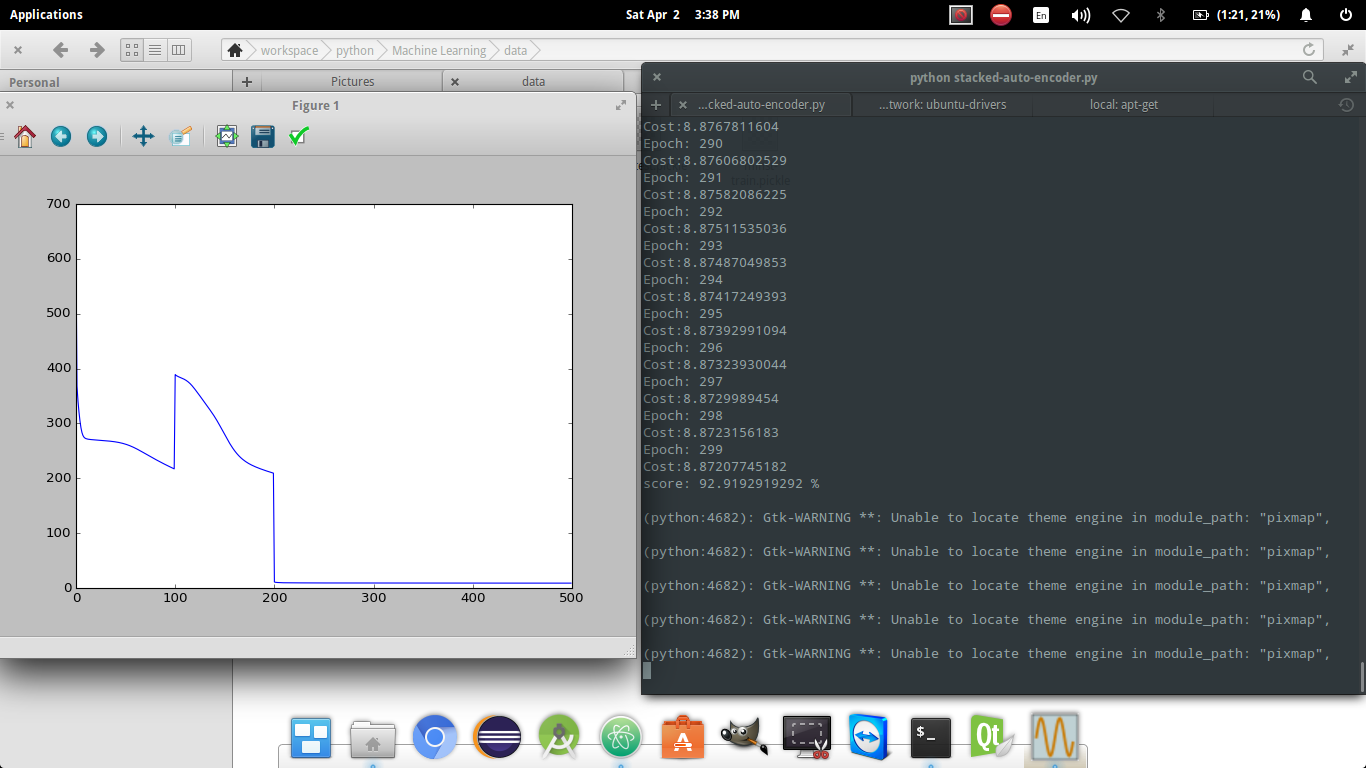 Applications
Sat Apr 2 3:38 PM
En
(1:21, 21%)
workspace python Machine Learning data
Personal
Pictures
data
Figure 1
700
600
500
400
300
200
100
0
0 100 200 300 400 500
python stacked-auto-encoder.py
...cked-auto-encoder.py
...twork: ubuntu-drivers
local: apt-get
Cost:8.8767811604
Epoch: 290
Cost:8.87606802529
Epoch: 291
train.pickle
Cost:8.87582086225
Epoch: 292
Cost:8.87511535036
Epoch: 293
Cost:8.87487049853
Epoch: 294
Cost:8.87417249393
Epoch: 295
Cost:8.87392991094
Epoch: 296
Cost:8.87323930044
Epoch: 297
Cost:8.8729989454
Epoch: 298
Cost:8.8723156183
Epoch: 299
Cost:8.87207745182
score: 92.9192919292 %
(python:4682): Gtk-WARNING **: Unable to locate theme engine in module_path: "pixmap",
(python:4682): Gtk-WARNING **: Unable to locate theme engine in module_path: "pixmap",
(python:4682): Gtk-WARNING **: Unable to locate theme engine in module_path: "pixmap",
(python:4682): Gtk-WARNING **: Unable to locate theme engine in module_path: "pixmap",
(python:4682): Gtk-WARNING **: Unable to locate theme engine in module_path: "pixmap",
$_
Qt